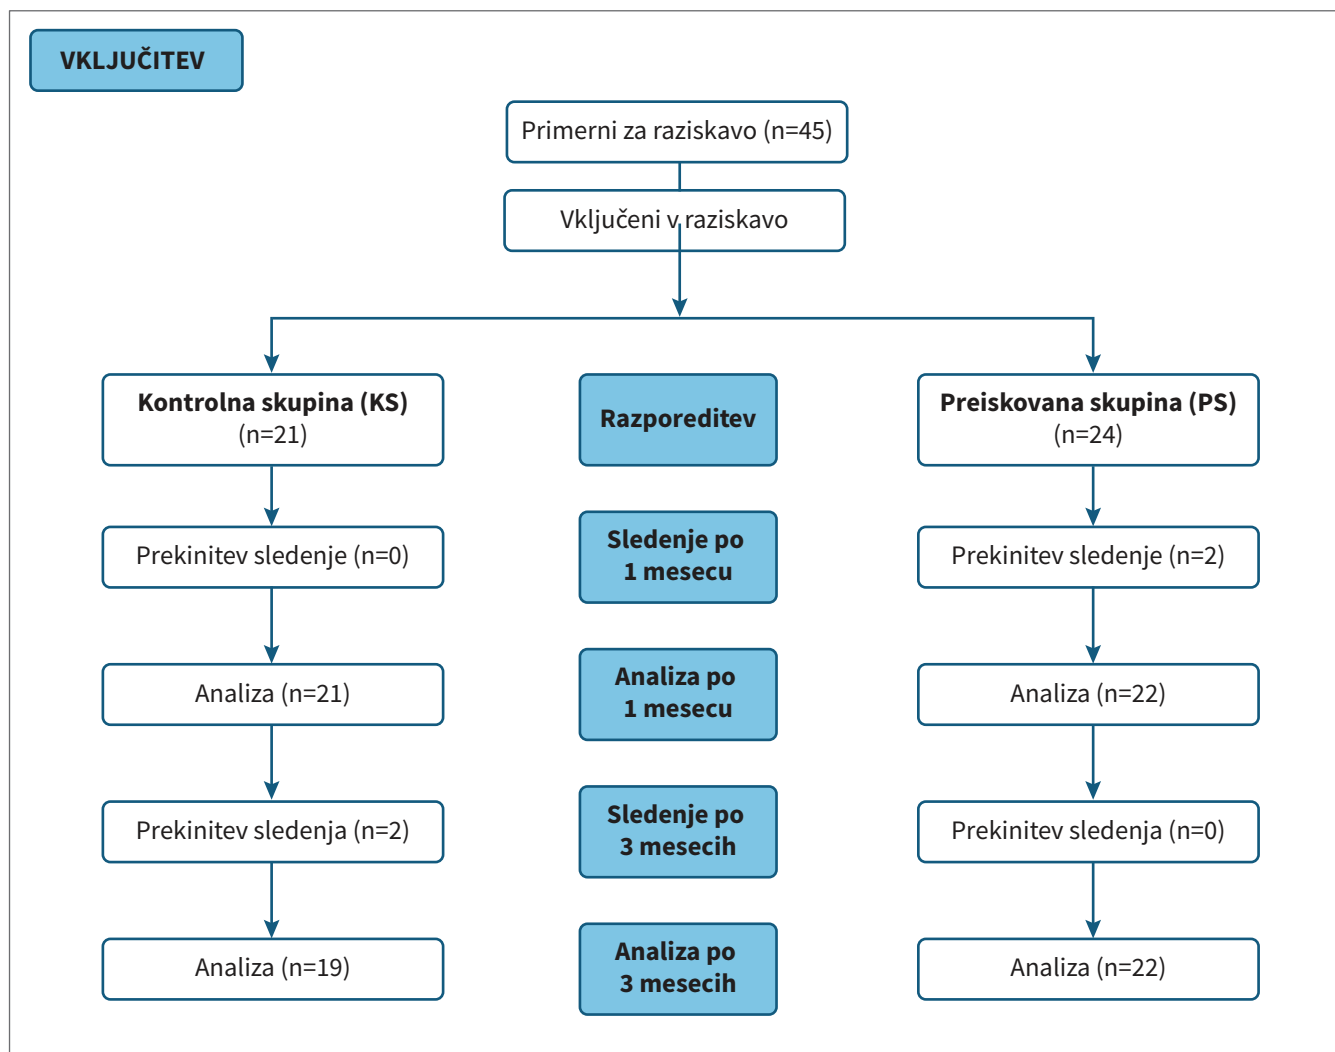 VKLJUČITEV
Primerni za raziskavo (n=45)
Vključeni v raziskavo
Kontrolna skupina (KS)
(n=21)
Razporeditev
Preiskovana skupina (PS)
(n=24)
Prekinitev sledenje (n=0)
Sledenje po
1 mesecu
Prekinitev sledenje (n=2)
Analiza (n=21)
Analiza po
1 mesecu
Analiza (n=22)
Prekinitev sledenja (n=2)
Sledenje po
3 mesecih
Prekinitev sledenja (n=0)
Analiza (n=19)
Analiza po
3 mesecih
Analiza (n=22)